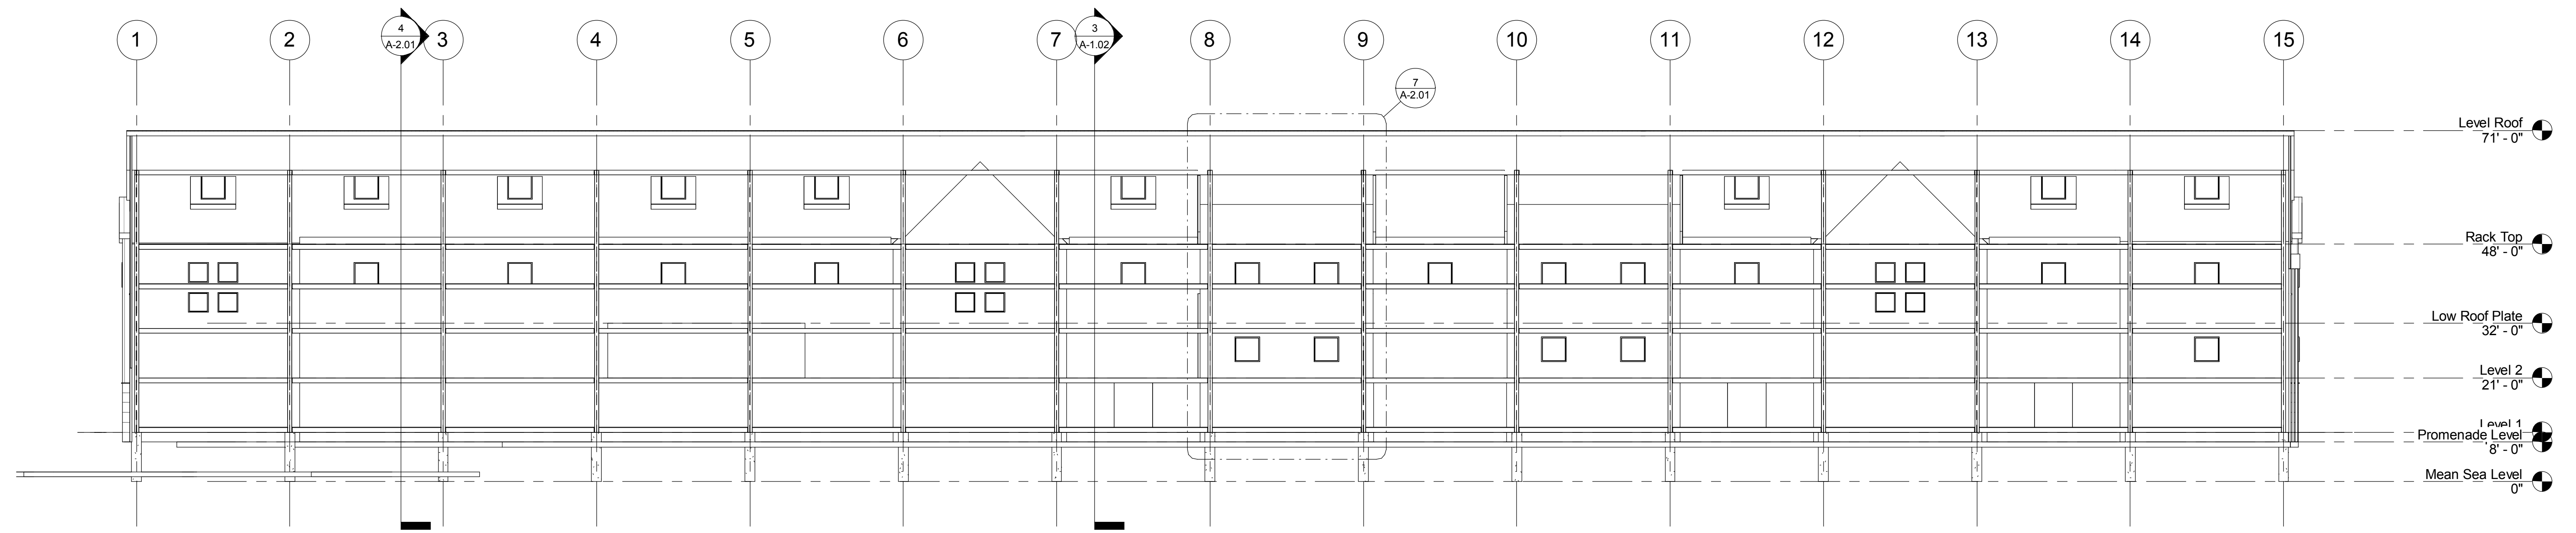 1
2
4
A-2.01
3
4
5
6
7
3
A-1.02
8
9
10
11
12
13
14
15
7
A-2.01
Level Roof
71' - 0"
Rack Top
48' - 0"
Low Roof Plate
32' - 0"
Level 2
21' - 0"
Level 1
Promenade Level
8' - 0"
Mean Sea Level
0"